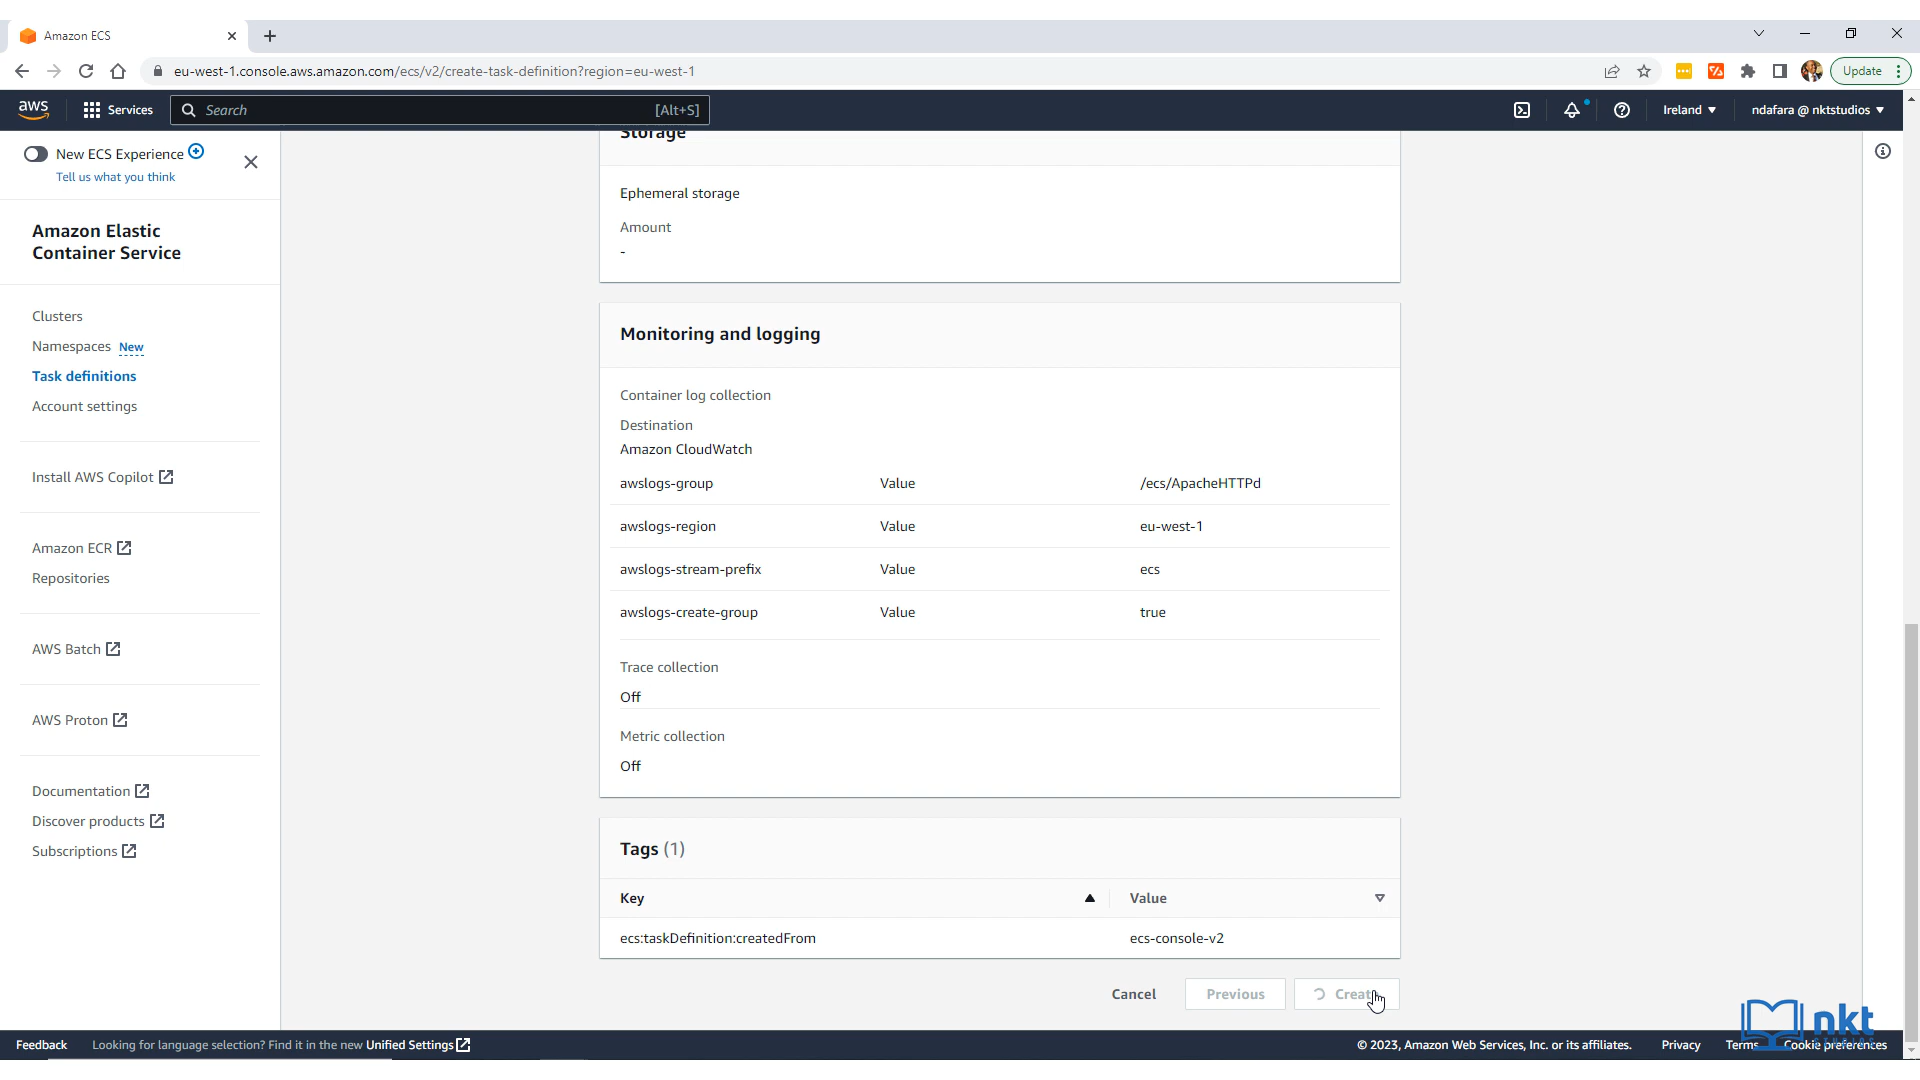 Amazon ECS
eu-west-1.console.aws.amazon.com/ecs/v2/create-task-definition?region=eu-west-1
Update
aws
Services
Search
[Alt+S]
Ireland
ndafara @ nktstudios
New ECS Experience
Tell us what you think
Amazon Elastic
Container Service
Clusters
Namespaces New
Task definitions
Account settings
Install AWS Copilot
Amazon ECR
Repositories
AWS Batch
AWS Proton
Documentation
Discover products
Subscriptions
Storage
Ephemeral storage
Amount
-
Monitoring and logging
Container log collection
Destination
Amazon CloudWatch
awslogs-group Value /ecs/ApacheHTTPd
awslogs-region Value eu-west-1
awslogs-stream-prefix Value ecs
awslogs-create-group Value true
Trace collection
Off
Metric collection
Off
Tags (1)
Key Value
ecs:taskDefinition:createdFrom ecs-console-v2
Cancel Previous Create
nkt
STUDIOS
Feedback Looking for language selection? Find it in the new Unified Settings © 2023, Amazon Web Services, Inc. or its affiliates. Privacy Terms Cookie preferences